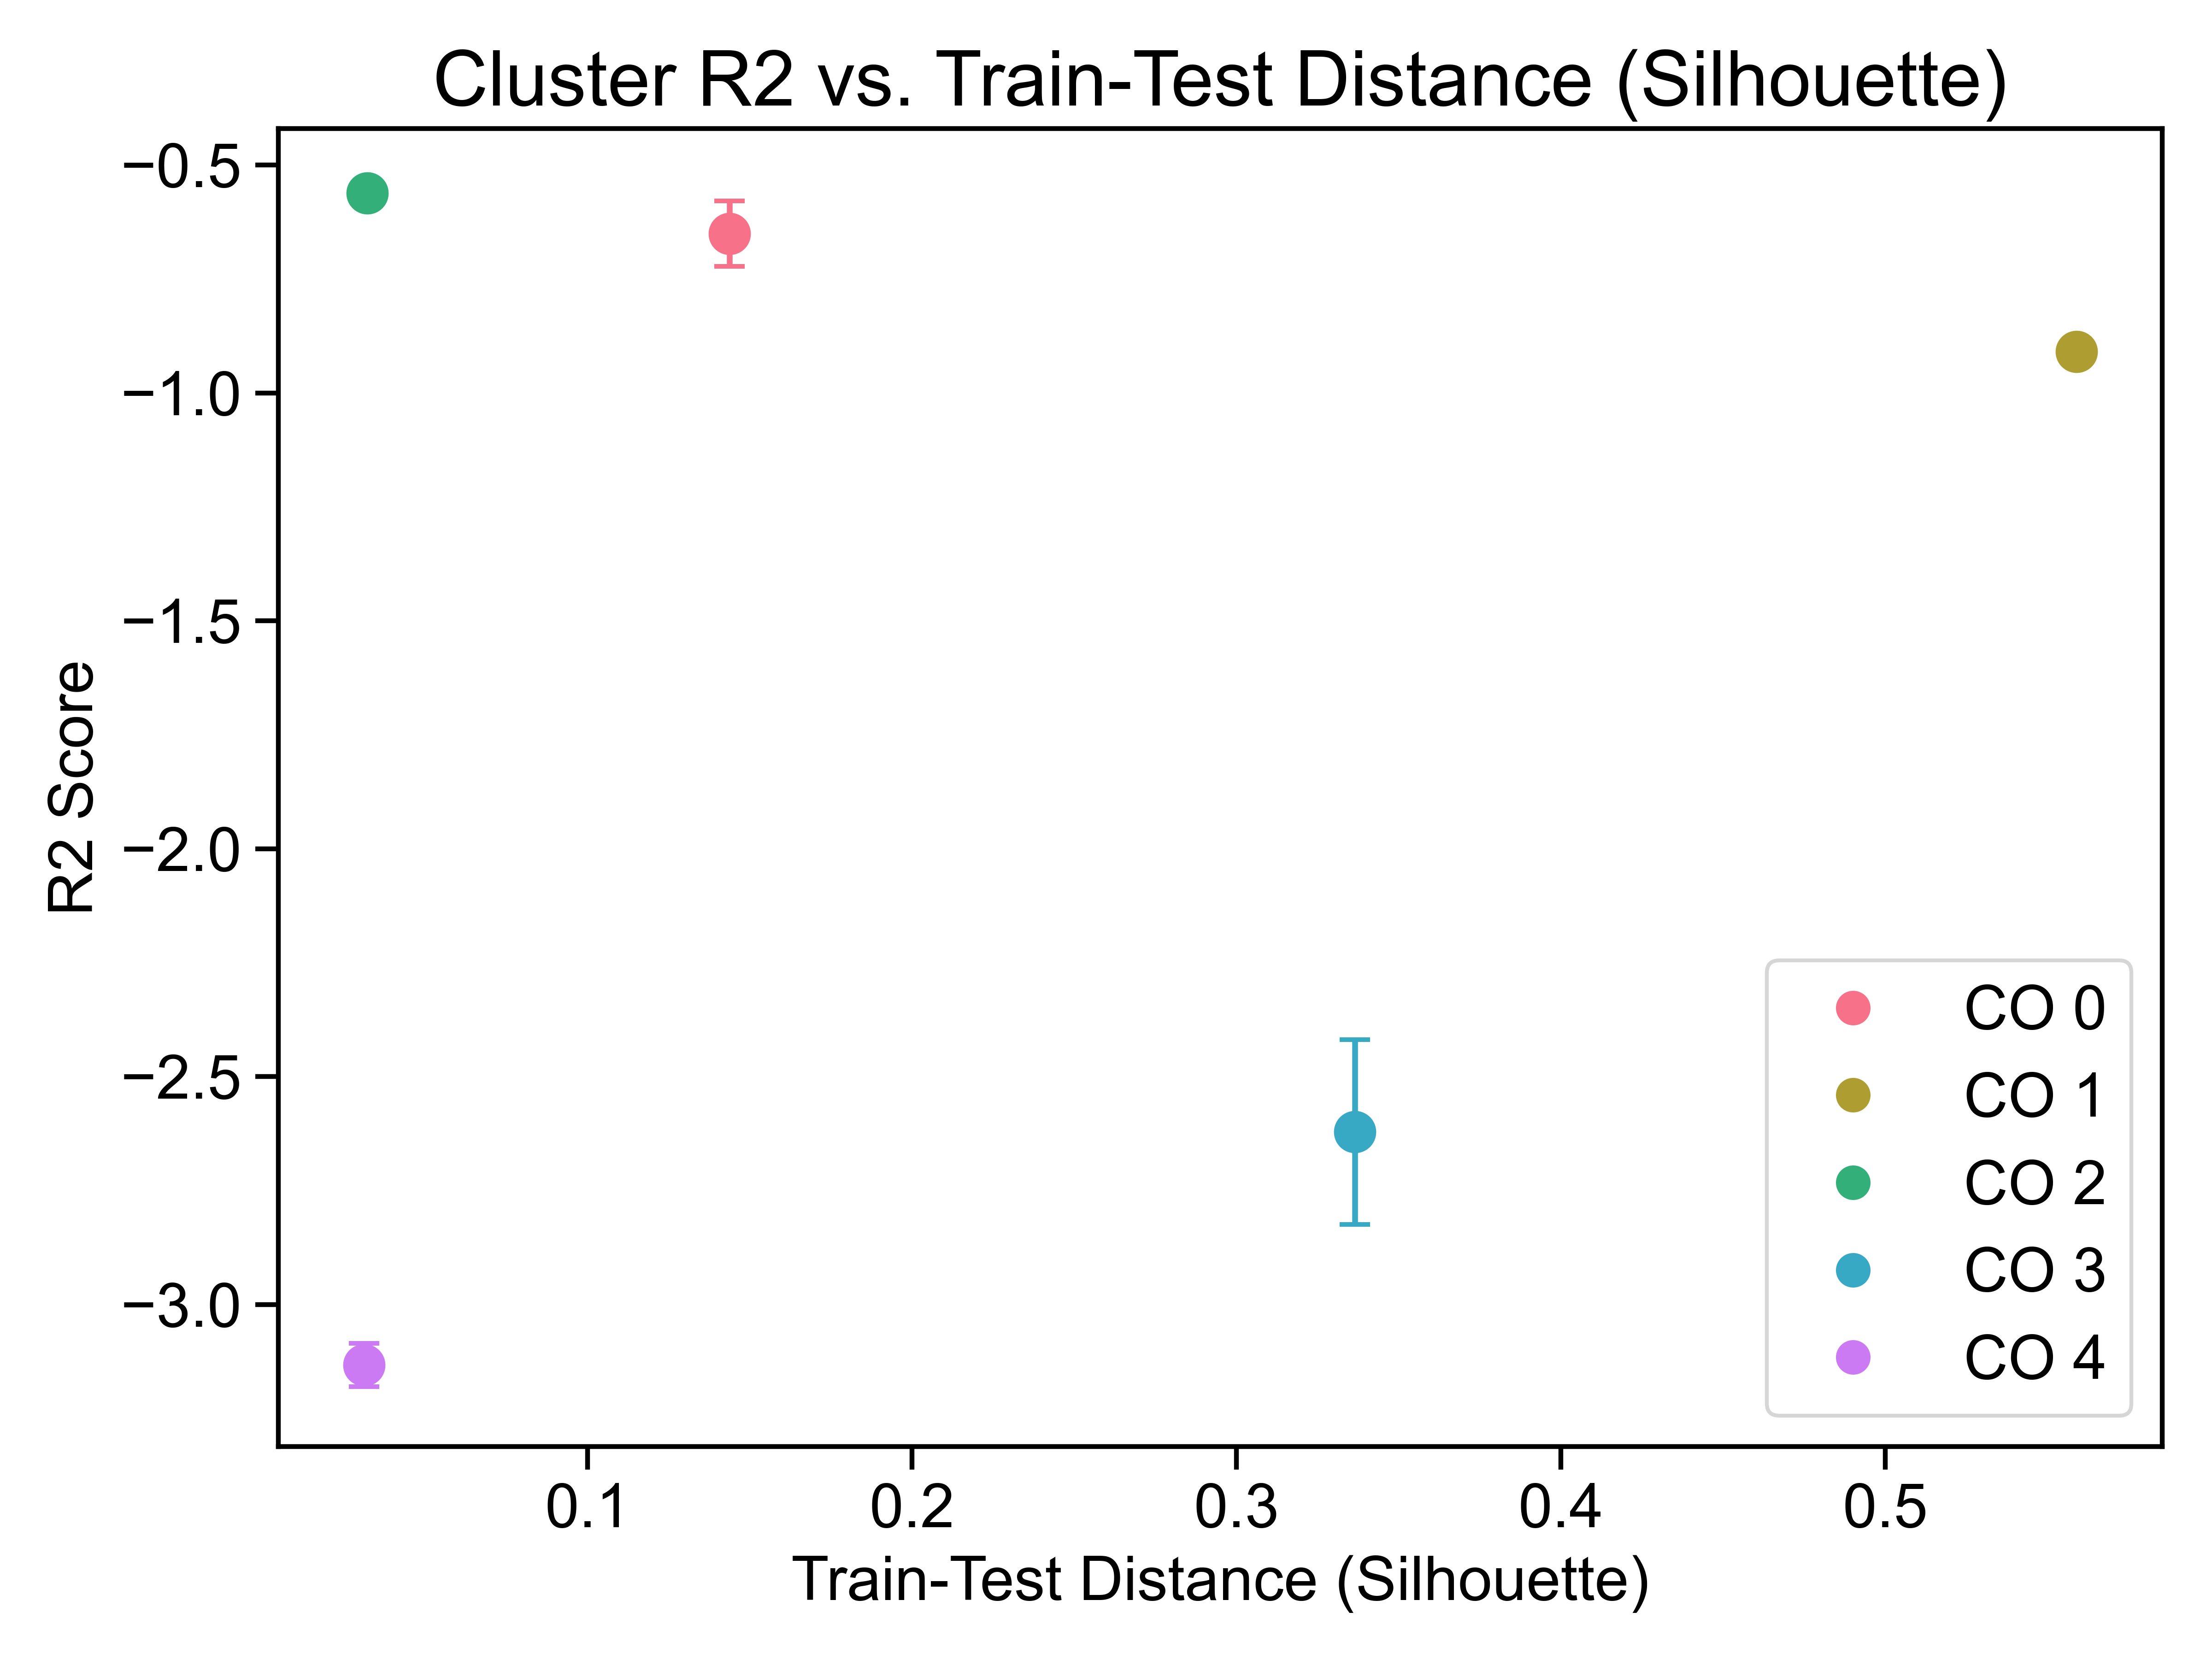 Cluster R2 vs. Train-Test Distance (Silhouette)
R2 Score
−0.5
−1.0
−1.5
−2.0
−2.5
−3.0
CO 0
CO 1
CO 2
CO 3
CO 4
0.1 0.2 0.3 0.4 0.5
Train-Test Distance (Silhouette)